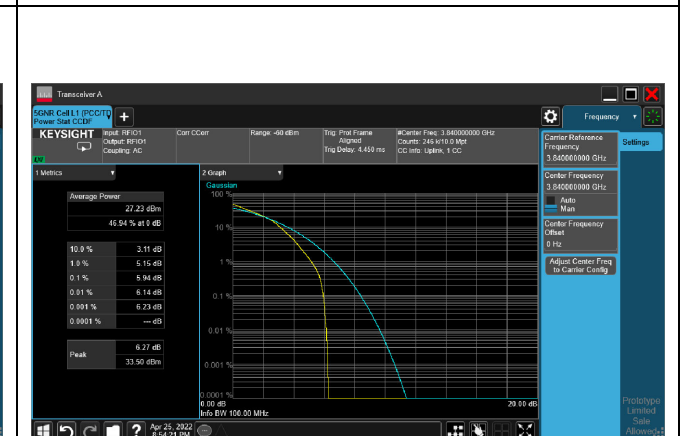 Transceiver A
5GNR Cell L1 (PCC/TD
Power Stat CCDF
Frequency
KEYSIGHT
Input: RFIO1
Output: RFIO1
Coupling: AC
Corr CCorr
Range: -60 dBm
Trig: Prot Frame
Aligned
Trig Delay: 4.450 ms
#Center Freq: 3.840000000 GHz
Counts: 245 k/10.0 Mpt
CC Info: Uplink, 1 CC
Carrier Reference
Frequency
3.840000000 GHz
Settings
Center Frequency
3.840000000 GHz
Auto
Man
Center Frequency
Offset
0 Hz
Adjust Center Freq
to Carrier Config
1 Metrics
Average Power
27.23 dBm
46.94 % at 0 dB
10.0 % 3.11 dB
1.0 % 5.15 dB
0.1 % 5.94 dB
0.01 % 6.14 dB
0.001 % 6.23 dB
0.0001 % --- dB
Peak
6.27 dB
33.50 dBm
2 Graph
Gaussian
100 %
10 %
1 %
0.1 %
0.01 %
0.001 %
0.0001 %
0.00 dB
20.00 dB
Info BW 100.00 MHz
Prototype
Limited
Sale
Allowed
Apr 25, 2022
8:54:21 PM